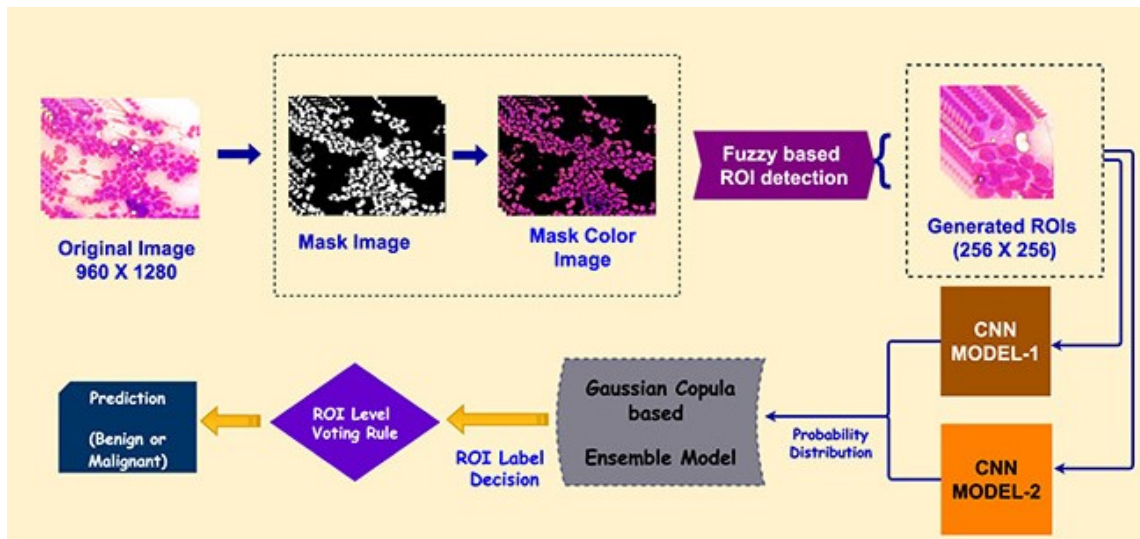 Original Image
960 X 1280
Mask Image
Mask Color
Image
Fuzzy based
ROI detection
Generated ROIs
(256 X 256)
CNN
MODEL-1
CNN
MODEL-2
Probability
Distribution
Gaussian Copula
based
Ensemble Model
ROI Label
Decision
ROI Level
Voting Rule
Prediction
(Benign or
Malignant)